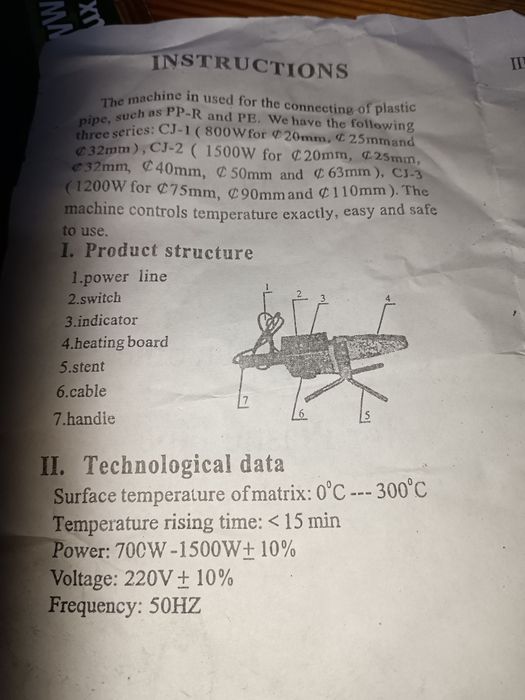 INSTRUCTIONS
The machine in used for the connecting of plastic
pipe, such as PP-R and PE. We have the following
three series: CJ-1 ( 800W for ₵20mm, ₵25mmand
₵32mm), CJ-2 ( 1500W for ₵20mm, ₵25mm,
₵32mm, ₵40mm, ₵50mm and ₵63mm ). CJ-3
(1200W for ₵75mm, ₵90mm and ₵110mm ). The
machine controls temperature exactly, easy and safe
to use.
I. Product structure
1.power line
2.switch
3.indicator
4.heating board
5.stent
6.cable
7.handie
1
2
3
4
7
6
5
II. Technological data
Surface temperature of matrix: 0°C --- 300°C
Temperature rising time: < 15 min
Power: 700W -1500W± 10%
Voltage: 220V ± 10%
Frequency: 50HZ